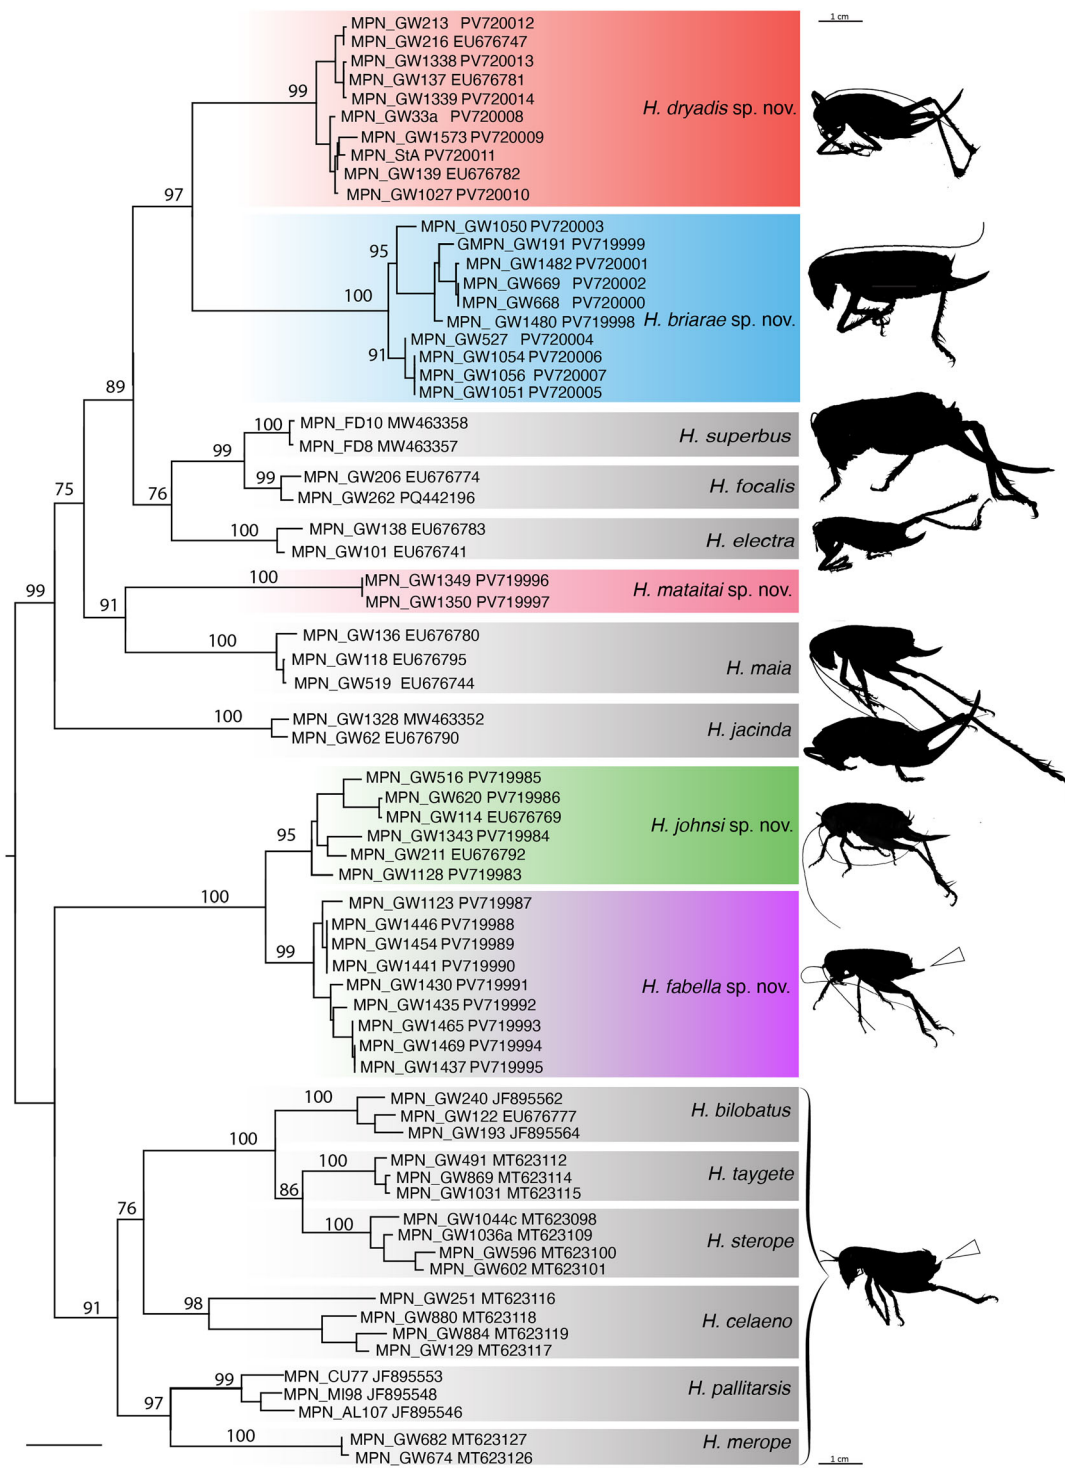 1 cm
MPN_GW213 PV720012
MPN_GW216 EU676747
MPN_GW1338 PV720013
MPN_GW137 EU676781
99
MPN_GW1339 PV720014
H. dryadis sp. nov.
MPN_GW33a PV720008
MPN_GW1573 PV720009
MPN_StA PV720011
MPN_GW139 EU676782
MPN_GW1027 PV720010
97
MPN_GW1050 PV720003
GMPN_GW191 PV719999
95
MPN_GW1482 PV720001
MPN_GW669 PV720002
100
MPN_GW668 PV720000
MPN_ GW1480 PV719998
H. briarae sp. nov.
MPN_GW527 PV720004
91
MPN_GW1054 PV720006
MPN_GW1056 PV720007
MPN_GW1051 PV720005
89
100
MPN_FD10 MW463358
MPN_FD8 MW463357
H. superbus
99
99
MPN_GW206 EU676774
MPN_GW262 PQ442196
H. focalis
75
76
100
MPN_GW138 EU676783
MPN_GW101 EU676741
H. electra
100
MPN_GW1349 PV719996
MPN_GW1350 PV719997
H. mataitai sp. nov.
99
91
100
MPN_GW136 EU676780
MPN_GW118 EU676795
MPN_GW519 EU676744
H. maia
100
MPN_GW1328 MW463352
MPN_GW62 EU676790
H. jacinda
MPN_GW516 PV719985
MPN_GW620 PV719986
MPN_GW114 EU676769
95
MPN_GW1343 PV719984
MPN_GW211 EU676792
MPN_GW1128 PV719983
H. johnsi sp. nov.
100
MPN_GW1123 PV719987
MPN_GW1446 PV719988
MPN_GW1454 PV719989
99
MPN_GW1441 PV719990
MPN_GW1430 PV719991
MPN_GW1435 PV719992
MPN_GW1465 PV719993
MPN_GW1469 PV719994
MPN_GW1437 PV719995
H. fabella sp. nov.
100
MPN_GW240 JF895562
MPN_GW122 EU676777
MPN_GW193 JF895564
H. bilobatus
100
100
MPN_GW491 MT623112
MPN_GW869 MT623114
MPN_GW1031 MT623115
H. taygete
86
100
MPN_GW1044c MT623098
MPN_GW1036a MT623109
MPN_GW596 MT623100
MPN_GW602 MT623101
H. sterope
76
98
MPN_GW251 MT623116
MPN_GW880 MT623118
MPN_GW884 MT623119
MPN_GW129 MT623117
H. celaeno
91
99
MPN_CU77 JF895553
MPN_MI98 JF895548
MPN_AL107 JF895546
H. pallitarsis
97
100
MPN_GW682 MT623127
MPN_GW674 MT623126
H. merope
1 cm